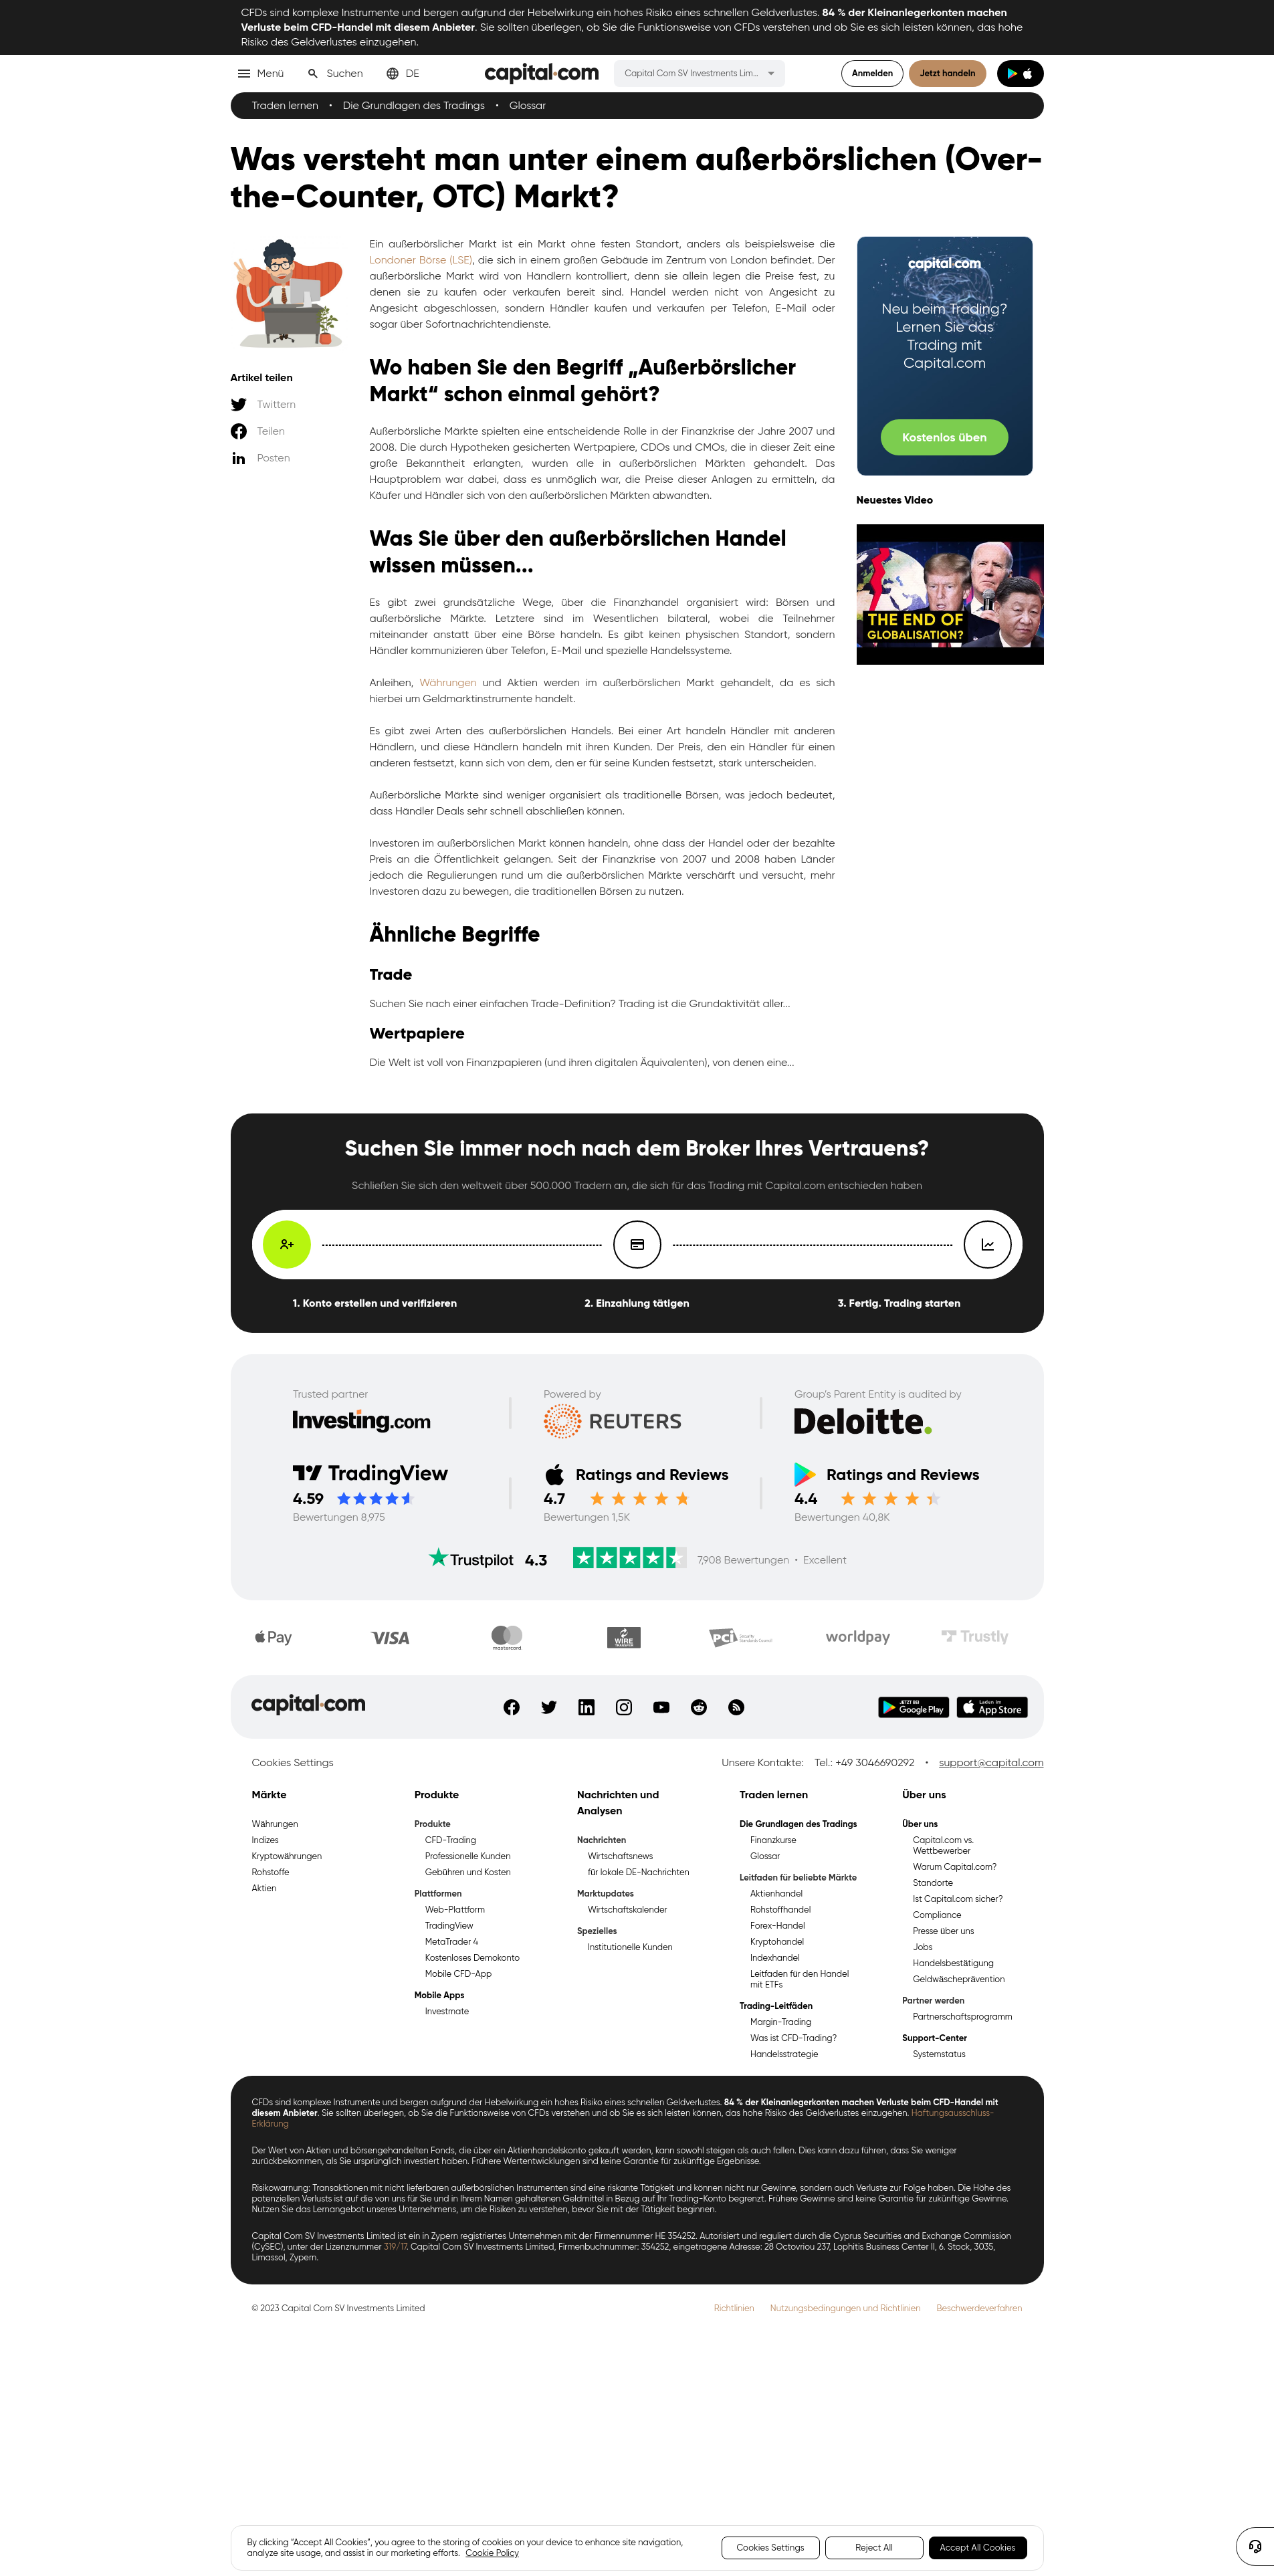 CFDs sind komplexe Instrumente und bergen aufgrund der Hebelwirkung ein hohes Risiko eines schnellen Geldverlustes. 84 % der Kleinanlegerkonten machen
Verluste beim CFD-Handel mit diesem Anbieter. Sie sollten überlegen, ob Sie die Funktionsweise von CFDs verstehen und ob Sie es sich leisten können, das hohe
Risiko des Geldverlustes einzugehen.
Menü
Suchen
DE
capital.com
Capital Com SV Investments Lim...
Anmelden
Jetzt handeln
Traden lernen • Die Grundlagen des Tradings • Glossar
Was versteht man unter einem außerbörslichen (Over-
the-Counter, OTC) Markt?
Artikel teilen
Twittern
Teilen
Posten
Ein außerbörslicher Markt ist ein Markt ohne festen Standort, anders als beispielsweise die
Londoner Börse (LSE), die sich in einem großen Gebäude im Zentrum von London befindet. Der
außerbörsliche Markt wird von Händlern kontrolliert, denn sie allein legen die Preise fest, zu
denen sie zu kaufen oder verkaufen bereit sind. Handel werden nicht von Angesicht zu
Angesicht abgeschlossen, sondern Händler kaufen und verkaufen per Telefon, E-Mail oder
sogar über Sofortnachrichtendienste.
Wo haben Sie den Begriff „Außerbörslicher
Markt“ schon einmal gehört?
Außerbörsliche Märkte spielten eine entscheidende Rolle in der Finanzkrise der Jahre 2007 und
2008. Die durch Hypotheken gesicherten Wertpapiere, CDOs und CMOs, die in dieser Zeit eine
große Bekanntheit erlangten, wurden alle in außerbörslichen Märkten gehandelt. Das
Hauptproblem war dabei, dass es unmöglich war, die Preise dieser Anlagen zu ermitteln, da
Käufer und Händler sich von den außerbörslichen Märkten abwandten.
Was Sie über den außerbörslichen Handel
wissen müssen...
Es gibt zwei grundsätzliche Wege, über die Finanzhandel organisiert wird: Börsen und
außerbörsliche Märkte. Letztere sind im Wesentlichen bilateral, wobei die Teilnehmer
miteinander anstatt über eine Börse handeln. Es gibt keinen physischen Standort, sondern
Händler kommunizieren über Telefon, E-Mail und spezielle Handelssysteme.
Anleihen, Währungen und Aktien werden im außerbörslichen Markt gehandelt, da es sich
hierbei um Geldmarktinstrumente handelt.
Es gibt zwei Arten des außerbörslichen Handels. Bei einer Art handeln Händler mit anderen
Händlern, und diese Händlern handeln mit ihren Kunden. Der Preis, den ein Händler für einen
anderen festsetzt, kann sich von dem, den er für seine Kunden festsetzt, stark unterscheiden.
Außerbörsliche Märkte sind weniger organisiert als traditionelle Börsen, was jedoch bedeutet,
dass Händler Deals sehr schnell abschließen können.
Investoren im außerbörslichen Markt können handeln, ohne dass der Handel oder der bezahlte
Preis an die Öffentlichkeit gelangen. Seit der Finanzkrise von 2007 und 2008 haben Länder
jedoch die Regulierungen rund um die außerbörslichen Märkte verschärft und versucht, mehr
Investoren dazu zu bewegen, die traditionellen Börsen zu nutzen.
Ähnliche Begriffe
Trade
Suchen Sie nach einer einfachen Trade-Definition? Trading ist die Grundaktivität aller...
Wertpapiere
Die Welt ist voll von Finanzpapieren (und ihren digitalen Äquivalenten), von denen eine...
capital.com
Neu beim Trading?
Lernen Sie das
Trading mit
Capital.com
Kostenlos üben
Neuestes Video
THE END OF
GLOBALISATION?
Suchen Sie immer noch nach dem Broker Ihres Vertrauens?
Schließen Sie sich den weltweit über 500.000 Tradern an, die sich für das Trading mit Capital.com entschieden haben
1. Konto erstellen und verifizieren
2. Einzahlung tätigen
3. Fertig. Trading starten
Trusted partner
Investing.com
Powered by
REUTERS
Group's Parent Entity is audited by
Deloitte.
TradingView
4.59
Bewertungen 8,975
Ratings and Reviews
4.7
Bewertungen 1,5K
Ratings and Reviews
4.4
Bewertungen 40,8K
Trustpilot 4.3
7,908 Bewertungen • Excellent
Pay
VISA
mastercard
WIRE
TRANSFER
PCI Security
Standards Council
worldpay
Trustly
capital.com
JETZT BEI
Google Play
Laden im
App Store
Cookies Settings
Unsere Kontakte: Tel.: +49 3046690292 • support@capital.com
Märkte
Währungen
Indizes
Kryptowährungen
Rohstoffe
Aktien
Produkte
Produkte
CFD-Trading
Professionelle Kunden
Gebühren und Kosten
Plattformen
Web-Plattform
TradingView
MetaTrader 4
Kostenloses Demokonto
Mobile CFD-App
Mobile Apps
Investmate
Nachrichten und
Analysen
Nachrichten
Wirtschaftsnews
für lokale DE-Nachrichten
Marktupdates
Wirtschaftskalender
Spezielles
Institutionelle Kunden
Traden lernen
Die Grundlagen des Tradings
Finanzkurse
Glossar
Leitfaden für beliebte Märkte
Aktienhandel
Rohstoffhandel
Forex-Handel
Kryptohandel
Indexhandel
Leitfaden für den Handel
mit ETFs
Trading-Leitfäden
Margin-Trading
Was ist CFD-Trading?
Handelsstrategie
Über uns
Über uns
Capital.com vs.
Wettbewerber
Warum Capital.com?
Standorte
Ist Capital.com sicher?
Compliance
Presse über uns
Jobs
Handelsbestätigung
Geldwäscheprävention
Partner werden
Partnerschaftsprogramm
Support-Center
Systemstatus
CFDs sind komplexe Instrumente und bergen aufgrund der Hebelwirkung ein hohes Risiko eines schnellen Geldverlustes. 84 % der Kleinanlegerkonten machen Verluste beim CFD-Handel mit
diesem Anbieter. Sie sollten überlegen, ob Sie die Funktionsweise von CFDs verstehen und ob Sie es sich leisten können, das hohe Risiko des Geldverlustes einzugehen. Haftungsausschluss-
Erklärung
Der Wert von Aktien und börsengehandelten Fonds, die über ein Aktienhandelskonto gekauft werden, kann sowohl steigen als auch fallen. Dies kann dazu führen, dass Sie weniger
zurückbekommen, als Sie ursprünglich investiert haben. Frühere Wertentwicklungen sind keine Garantie für zukünftige Ergebnisse.
Risikowarnung: Transaktionen mit nicht lieferbaren außerbörslichen Instrumenten sind eine riskante Tätigkeit und können nicht nur Gewinne, sondern auch Verluste zur Folge haben. Die Höhe des
potenziellen Verlusts ist auf die von uns für Sie und in Ihrem Namen gehaltenen Geldmittel in Bezug auf Ihr Trading-Konto begrenzt. Frühere Gewinne sind keine Garantie für zukünftige Gewinne.
Nutzen Sie das Lernangebot unseres Unternehmens, um die Risiken zu verstehen, bevor Sie mit der Tätigkeit beginnen.
Capital Com SV Investments Limited ist ein in Zypern registriertes Unternehmen mit der Firmennummer HE 354252. Autorisiert und reguliert durch die Cyprus Securities and Exchange Commission
(CySEC), unter der Lizenznummer 319/17. Capital Com SV Investments Limited, Firmenbuchnummer: 354252, eingetragene Adresse: 28 Octovriou 237, Lophitis Business Center II, 6. Stock, 3035,
Limassol, Zypern.
© 2023 Capital Com SV Investments Limited
Richtlinien
Nutzungsbedingungen und Richtlinien
Beschwerdeverfahren
By clicking “Accept All Cookies”, you agree to the storing of cookies on your device to enhance site navigation,
analyze site usage, and assist in our marketing efforts. Cookie Policy
Cookies Settings
Reject All
Accept All Cookies